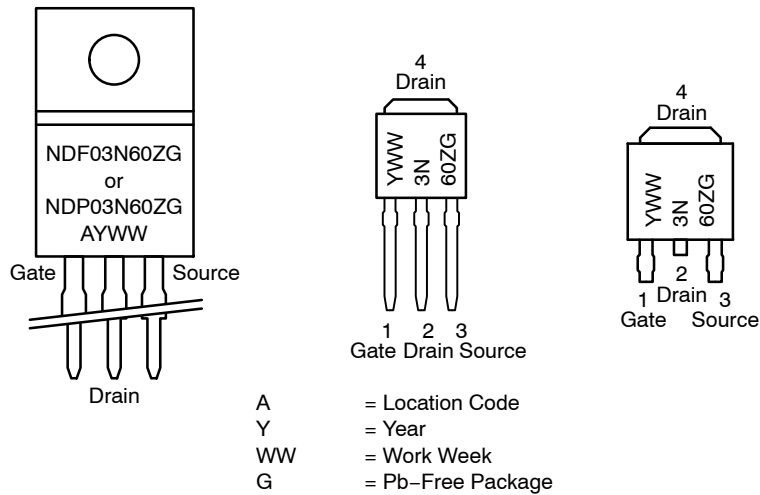 NDF03N60ZG
or
NDP03N60ZG
AYWW
Gate
Source
Drain
4
Drain
YWW
3N
60ZG
1 2 3
Gate Drain Source
4
Drain
YWW
3N
60ZG
2
1 Drain 3
Gate Source
A = Location Code
Y = Year
WW = Work Week
G = Pb−Free Package